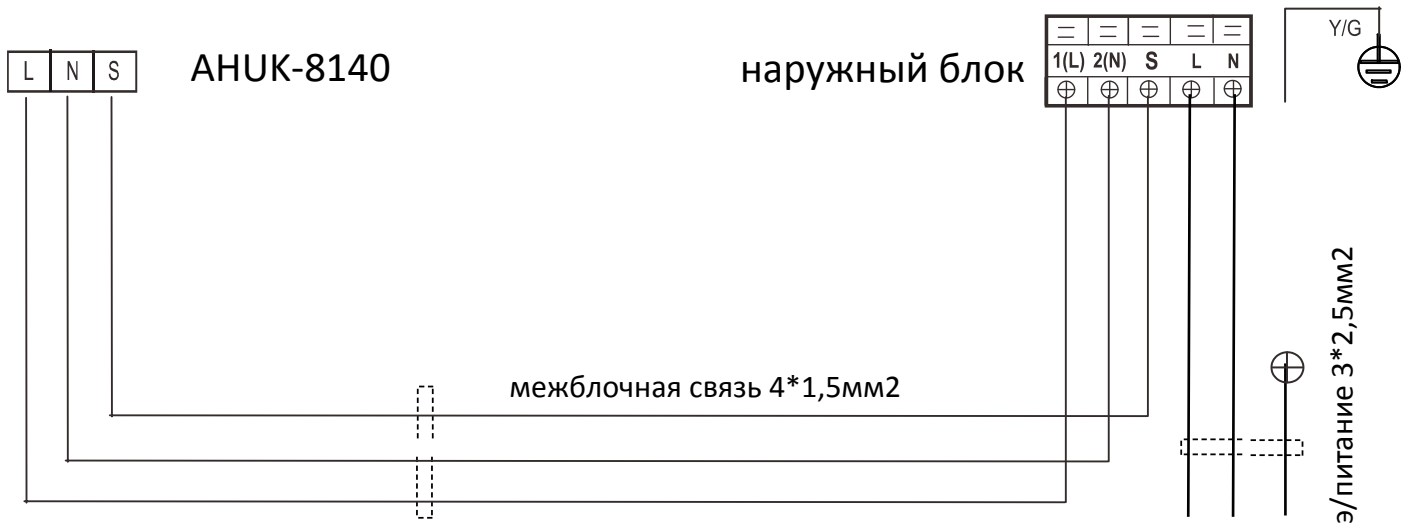 L N S
AHUK-8140
наружный блок
1(L) 2(N) S L N
Y/G
межблочная связь 4*1,5мм2
э/питание 3*2,5мм2